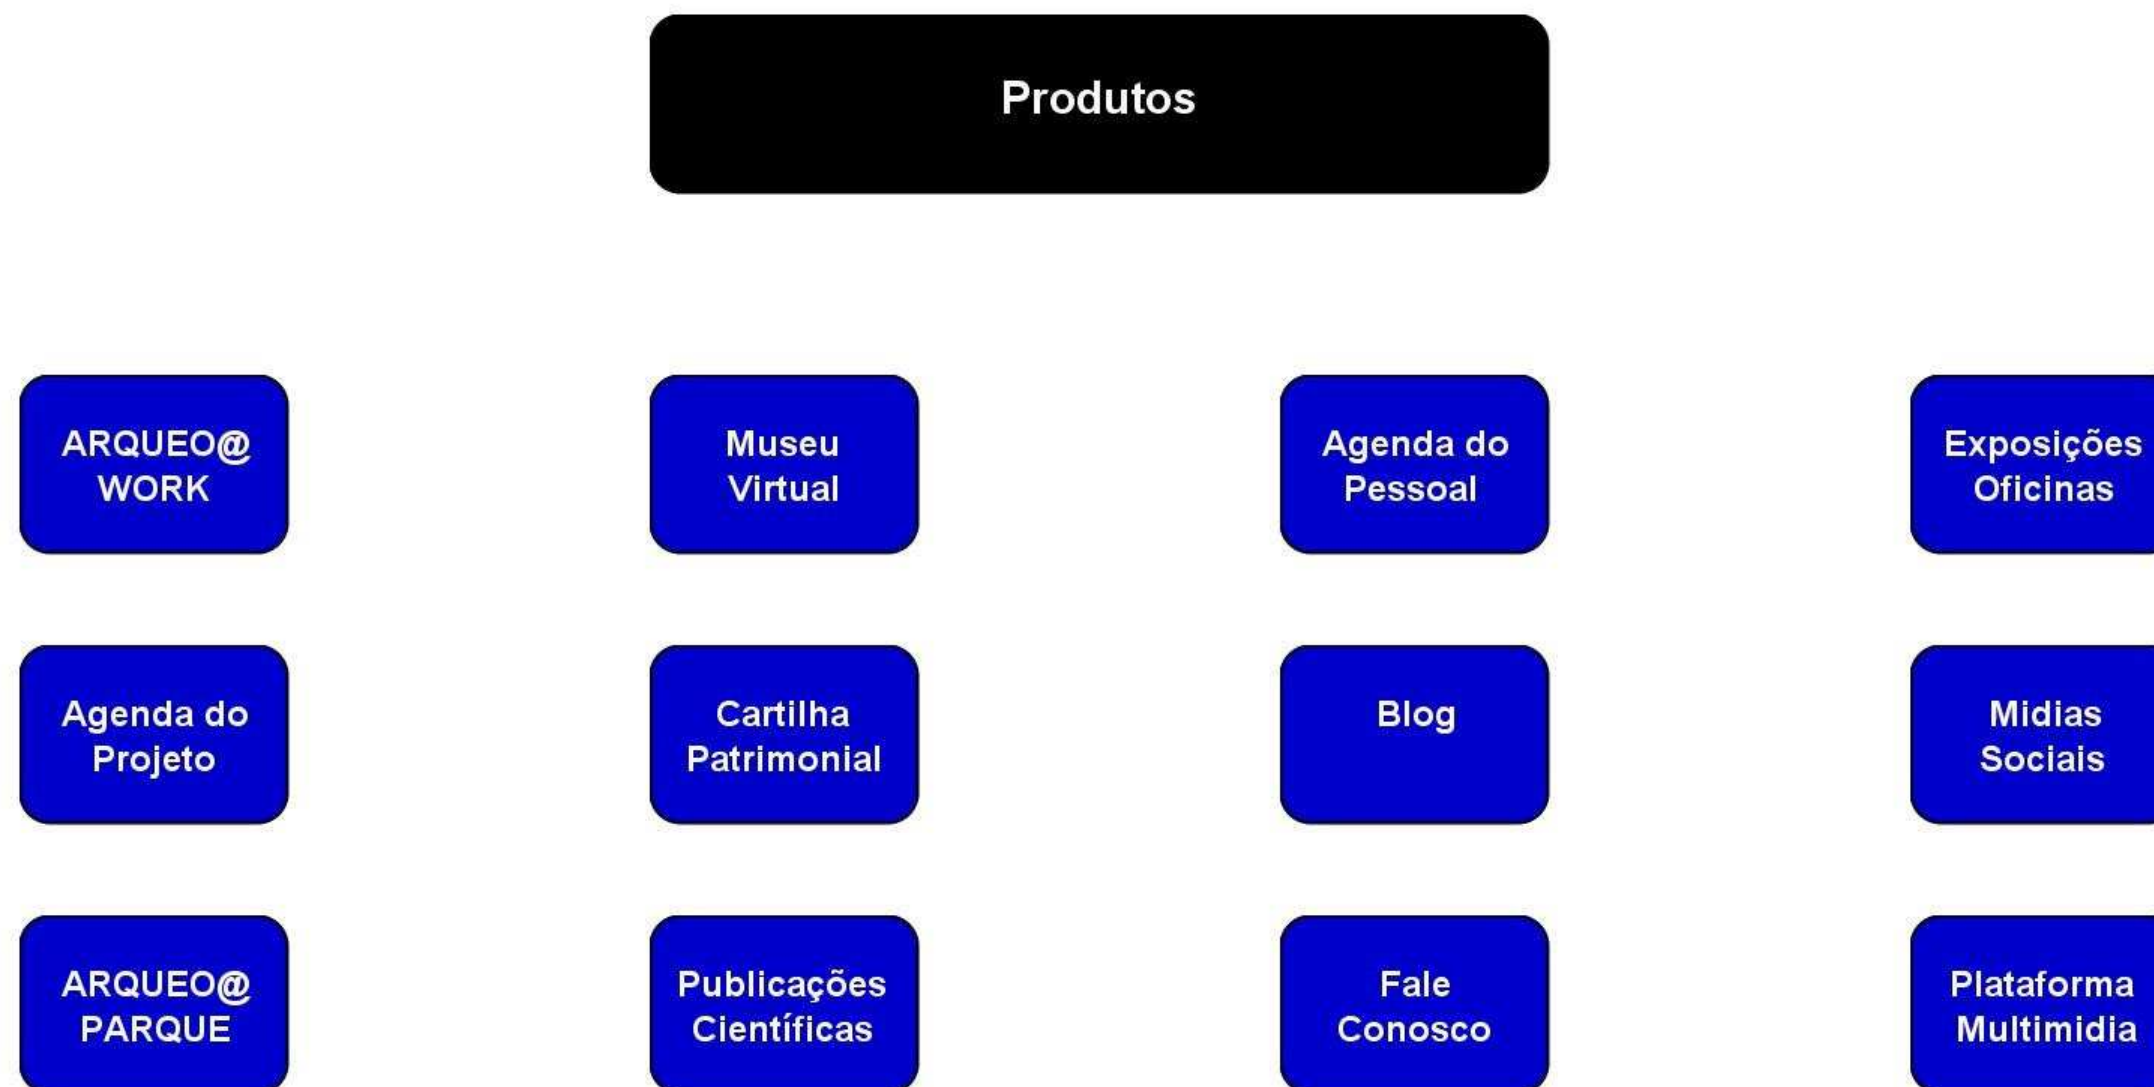 Produtos
ARQUEO@
WORK
Museu
Virtual
Agenda do
Pessoal
Exposições
Oficinas
Agenda do
Projeto
Cartilha
Patrimonial
Blog
Midias
Sociais
ARQUEO@
PARQUE
Publicações
Científicas
Fale
Conosco
Plataforma
Multimidia